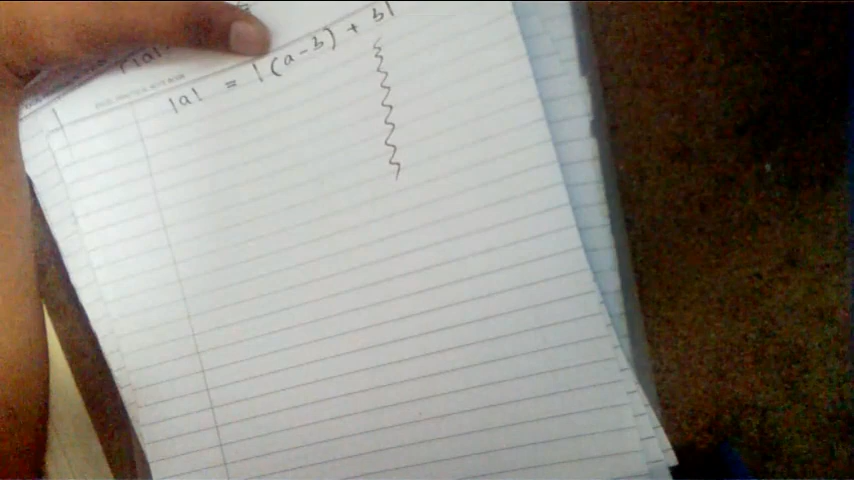 |a| = |(a-b) + b|